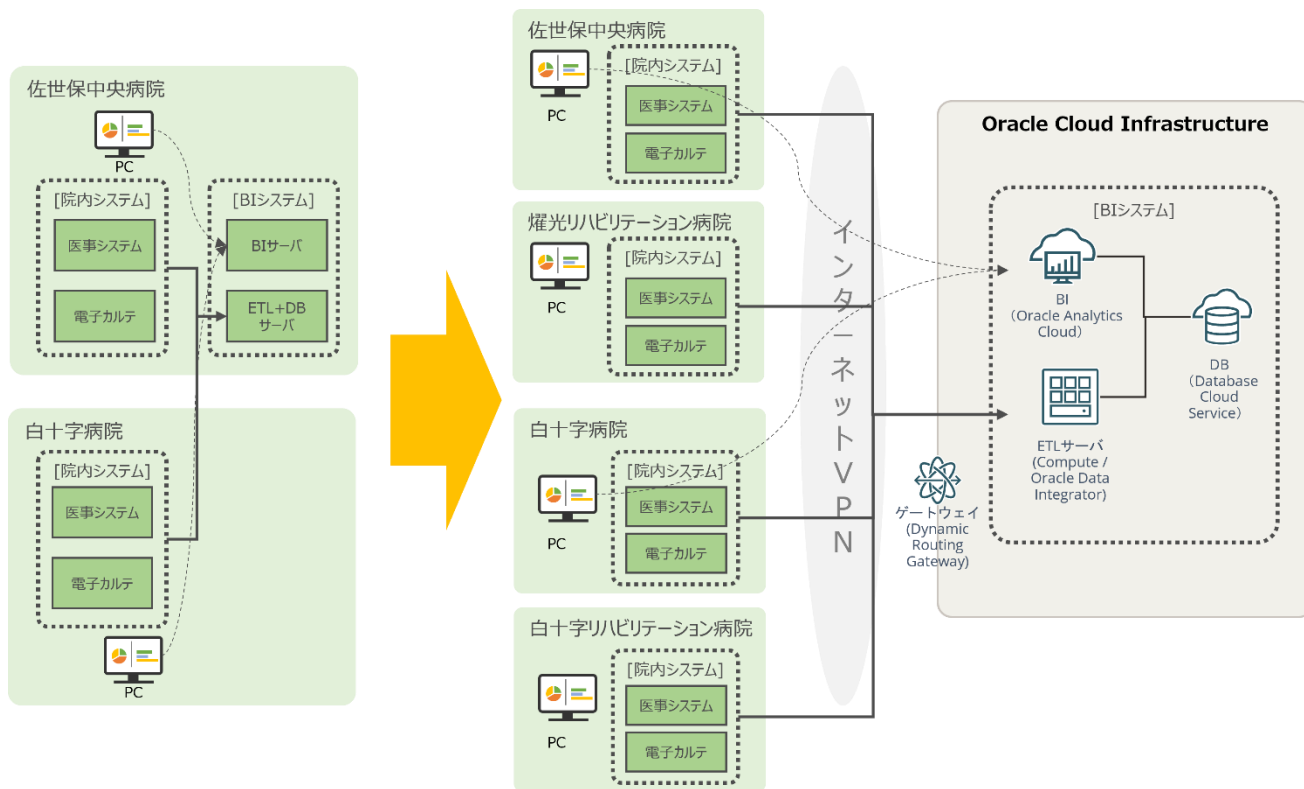 佐世保中央病院
PC
[院内システム]
医事システム
電子カルテ
[BIシステム]
BIサーバ
ETL+DB
サーバ
白十字病院
[院内システム]
医事システム
電子カルテ
PC
佐世保中央病院
PC
[院内システム]
医事システム
電子カルテ
燿光リハビリテーション病院
PC
[院内システム]
医事システム
電子カルテ
白十字病院
PC
[院内システム]
医事システム
電子カルテ
白十字リハビリテーション病院
PC
[院内システム]
医事システム
電子カルテ
インターネットVPN
ゲートウェイ
(Dynamic
Routing
Gateway)
Oracle Cloud Infrastructure
[BIシステム]
BI
（Oracle Analytics
Cloud）
ETLサーバ
(Compute /
Oracle Data
Integrator)
DB
（Database
Cloud
Service）